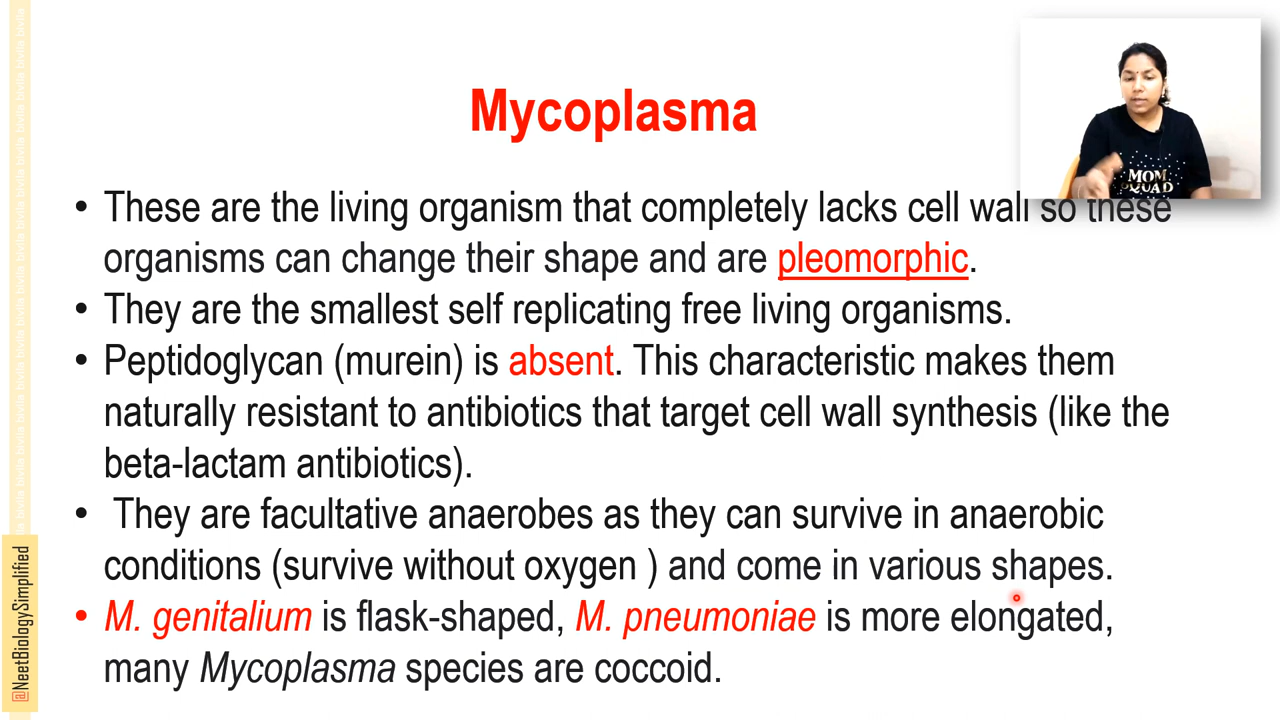 Mycoplasma
• These are the living organism that completely lacks cell wall so these
organisms can change their shape and are pleomorphic.
• They are the smallest self replicating free living organisms.
• Peptidoglycan (murein) is absent. This characteristic makes them
naturally resistant to antibiotics that target cell wall synthesis (like the
beta-lactam antibiotics).
• They are facultative anaerobes as they can survive in anaerobic
conditions (survive without oxygen ) and come in various shapes.
• M. genitalium is flask-shaped, M. pneumoniae is more elongated,
many Mycoplasma species are coccoid.
MOM
SQUAD
@NeetBiologySimplified